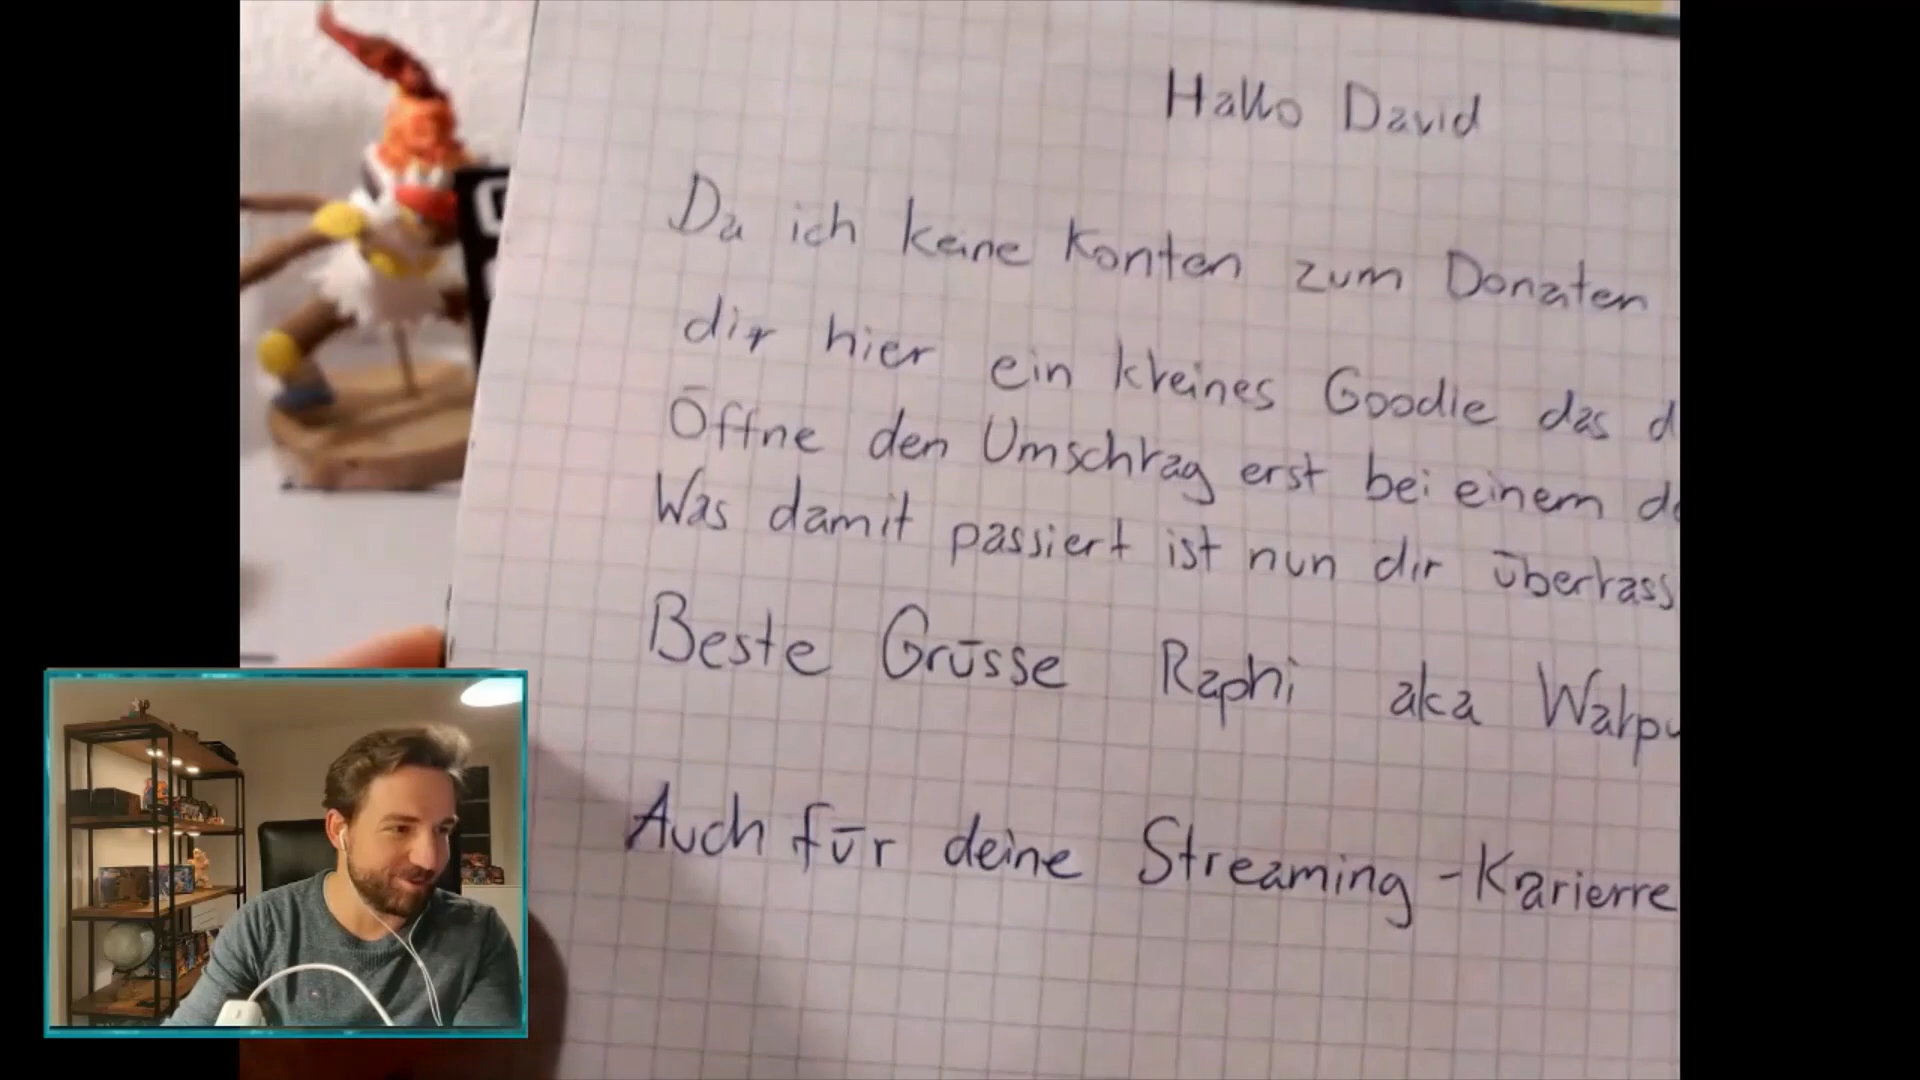 Hallo David
Da ich keine Konten zum Donaten
dir hier ein kleines Goodie das d
Öffne den Umschlag erst bei einem
Was damit passiert ist nun dir überlass
Beste Grüsse Raphi aka Walpu
Auch für deine Streaming-Karierre